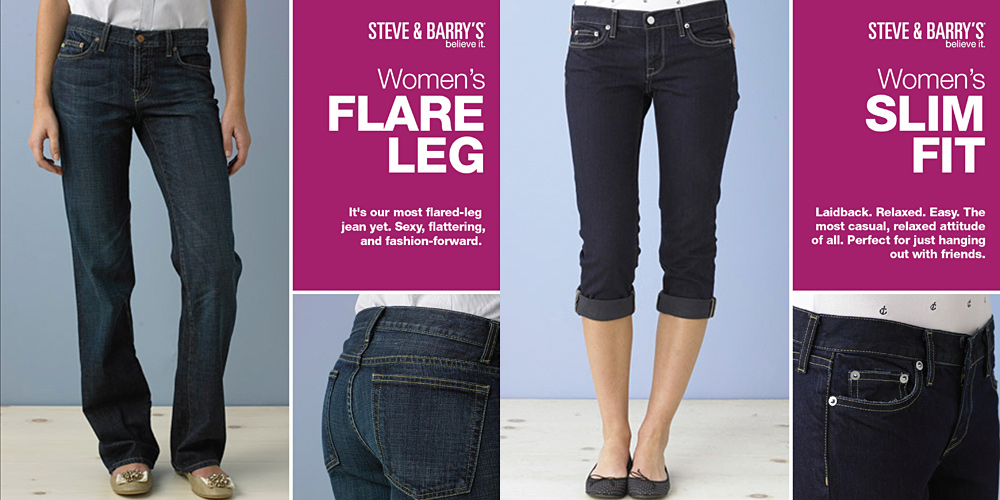 STEVE & BARRY'S
believe it.
Women's
FLARE
LEG
It's our most flared-leg
jean yet. Sexy, flattering,
and fashion-forward.
STEVE & BARRY'S
believe it.
Women's
SLIM
FIT
Laidback. Relaxed. Easy. The
most casual, relaxed attitude
of all. Perfect for just hanging
out with friends.